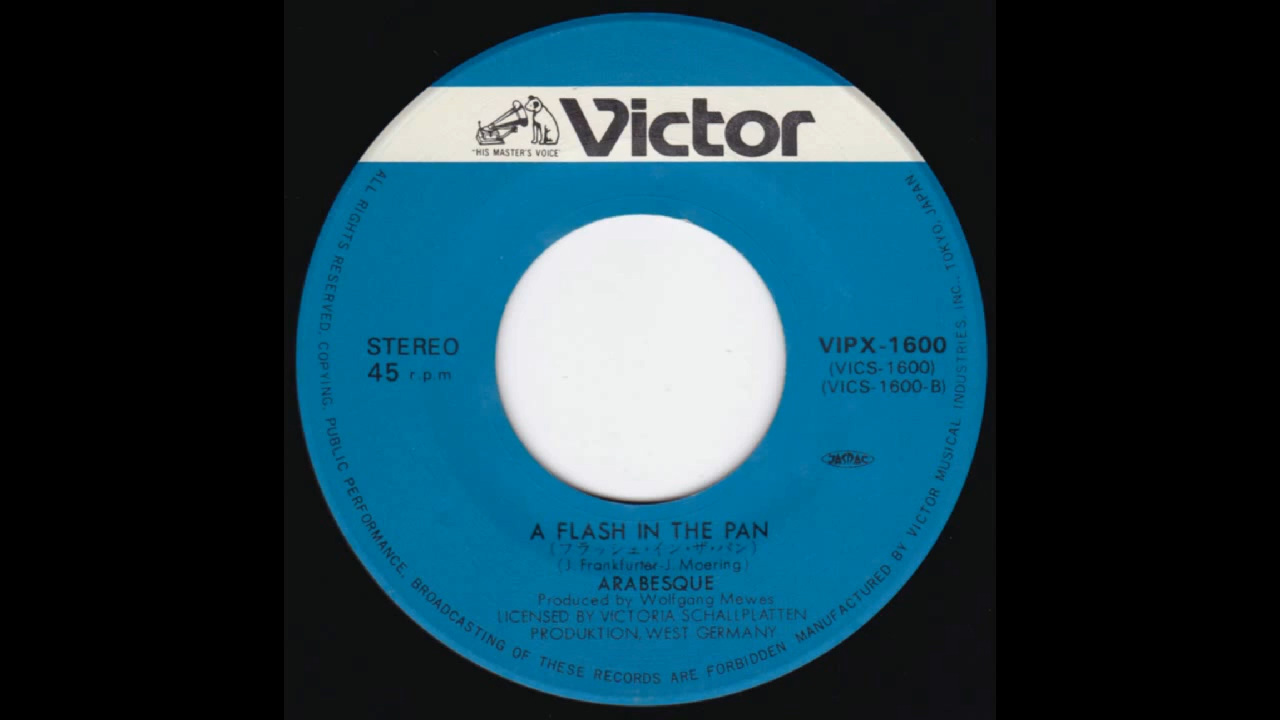 "HIS MASTER'S VOICE"
Victor
STEREO
45 r.p.m
VIPX-1600
(VICS-1600)
(VICS-1600-B)
JASRAC
A FLASH IN THE PAN
(フラッシュ・イン・ザ・パン)
(J. Frankfurter-J. Moering)
ARABESQUE
Produced by Wolfgang Mewes
LICENSED BY VICTORIA SCHALLPLATTEN
PRODUKTION, WEST GERMANY
ALL RIGHTS RESERVED. COPYING, PUBLIC PERFORMANCE, BROADCASTING OF THESE RECORDS ARE FORBIDDEN MANUFACTURED BY VICTOR MUSICAL INDUSTRIES, INC., TOKYO, JAPAN